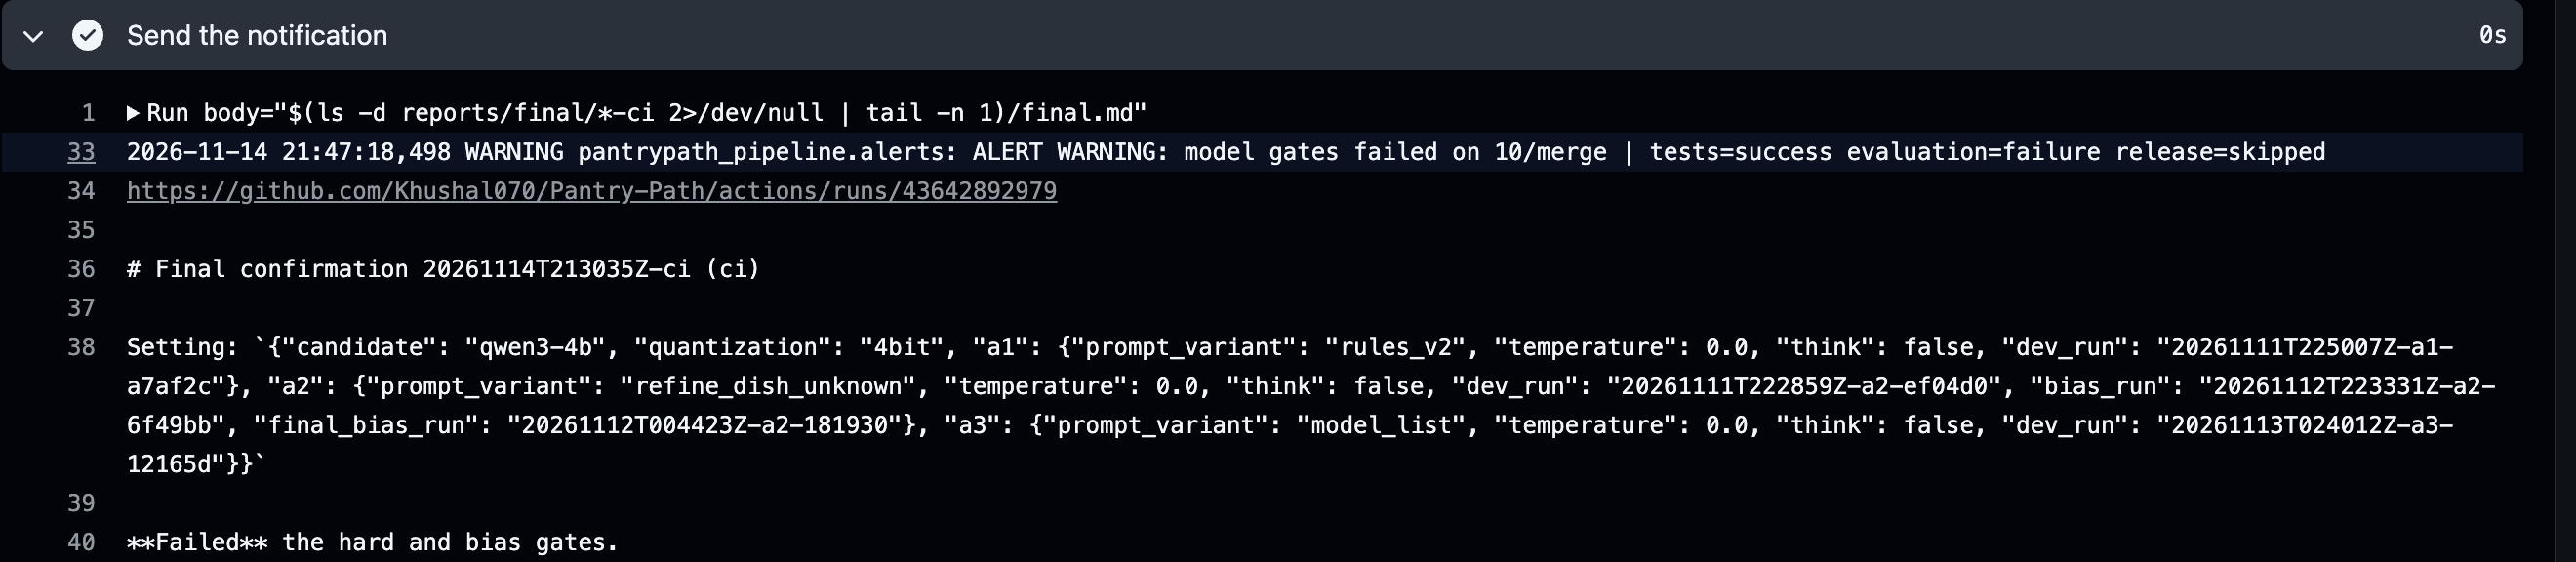 Send the notification
0s
1 Run body="$(ls -d reports/final/*-ci 2>/dev/null | tail -n 1)/final.md"
33 2026-11-14 21:47:18,498 WARNING pantrypath_pipeline.alerts: ALERT WARNING: model gates failed on 10/merge | tests=success evaluation=failure release=skipped
34 https://github.com/Khushal070/Pantry-Path/actions/runs/43642892979
35
36 # Final confirmation 20261114T213035Z-ci (ci)
37
38 Setting: `{"candidate": "qwen3-4b", "quantization": "4bit", "a1": {"prompt_variant": "rules_v2", "temperature": 0.0, "think": false, "dev_run": "20261111T225007Z-a1-
a7af2c"}, "a2": {"prompt_variant": "refine_dish_unknown", "temperature": 0.0, "think": false, "dev_run": "20261111T222859Z-a2-ef04d0", "bias_run": "20261112T223331Z-a2-
6f49bb", "final_bias_run": "20261112T004423Z-a2-181930"}, "a3": {"prompt_variant": "model_list", "temperature": 0.0, "think": false, "dev_run": "20261113T024012Z-a3-
12165d"}}`
39
40 **Failed** the hard and bias gates.